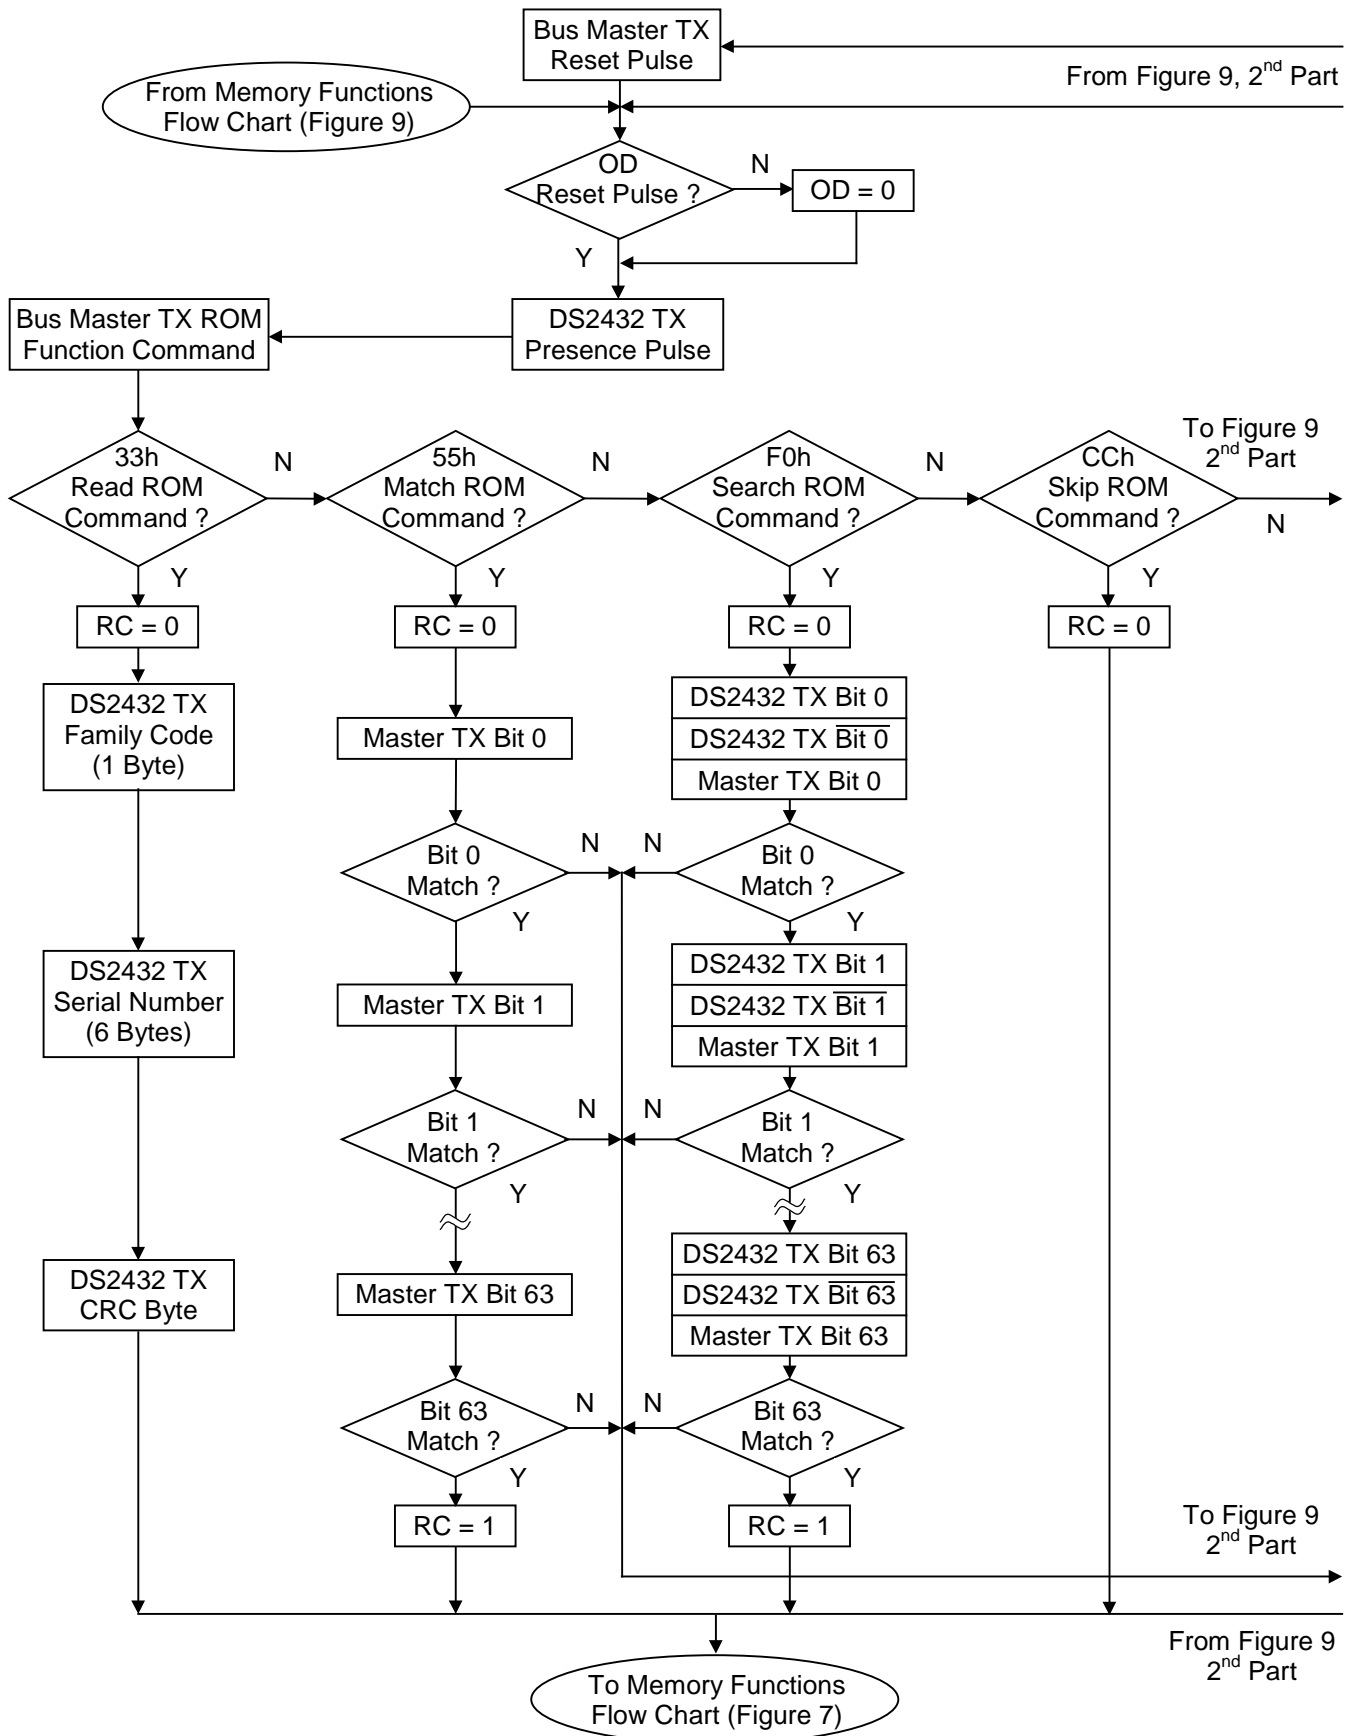 Bus Master TX
Reset Pulse
From Figure 9, 2nd Part
From Memory Functions
Flow Chart (Figure 9)
OD
Reset Pulse ?
N
OD = 0
Y
Bus Master TX ROM
Function Command
DS2432 TX
Presence Pulse
33h
Read ROM
Command ?
N
55h
Match ROM
Command ?
N
F0h
Search ROM
Command ?
N
CCh
Skip ROM
Command ?
To Figure 9
2nd Part
N
Y
Y
Y
Y
RC = 0
RC = 0
RC = 0
RC = 0
DS2432 TX
Family Code
(1 Byte)
Master TX Bit 0
DS2432 TX Bit 0
DS2432 TX Bit 0
Master TX Bit 0
Bit 0
Match ?
N
N
Bit 0
Match ?
Y
Y
DS2432 TX
Serial Number
(6 Bytes)
Master TX Bit 1
DS2432 TX Bit 1
DS2432 TX Bit 1
Master TX Bit 1
Bit 1
Match ?
N
N
Bit 1
Match ?
Y
Y
DS2432 TX
CRC Byte
Master TX Bit 63
DS2432 TX Bit 63
DS2432 TX Bit 63
Master TX Bit 63
Bit 63
Match ?
N
N
Bit 63
Match ?
Y
Y
RC = 1
RC = 1
To Figure 9
2nd Part
From Figure 9
2nd Part
To Memory Functions
Flow Chart (Figure 7)